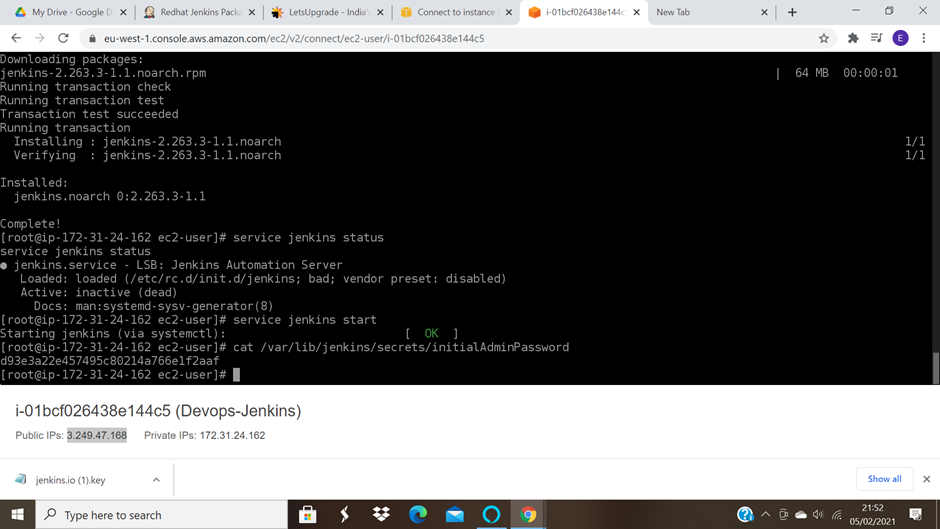 My Drive - Google D
Redhat Jenkins Pack
LetsUpgrade - India'
Connect to instance
i-01bcf026438e144c
New Tab
eu-west-1.console.aws.amazon.com/ec2/v2/connect/ec2-user/i-01bcf026438e144c5
E
Downloading packages:
jenkins-2.263.3-1.1.noarch.rpm | 64 MB 00:00:01
Running transaction check
Running transaction test
Transaction test succeeded
Running transaction
Installing : jenkins-2.263.3-1.1.noarch 1/1
Verifying : jenkins-2.263.3-1.1.noarch 1/1
Installed:
jenkins.noarch 0:2.263.3-1.1
Complete!
[root@ip-172-31-24-162 ec2-user]# service jenkins status
service jenkins status
● jenkins.service - LSB: Jenkins Automation Server
Loaded: loaded (/etc/rc.d/init.d/jenkins; bad; vendor preset: disabled)
Active: inactive (dead)
Docs: man:systemd-sysv-generator(8)
[root@ip-172-31-24-162 ec2-user]# service jenkins start
Starting jenkins (via systemctl): [ OK ]
[root@ip-172-31-24-162 ec2-user]# cat /var/lib/jenkins/secrets/initialAdminPassword
d93e3a22e457495c80214a766e1f2aaf
[root@ip-172-31-24-162 ec2-user]#
i-01bcf026438e144c5 (Devops-Jenkins)
Public IPs: 3.249.47.168 Private IPs: 172.31.24.162
jenkins.io (1).key
Show all
Type here to search
21:52
05/02/2021